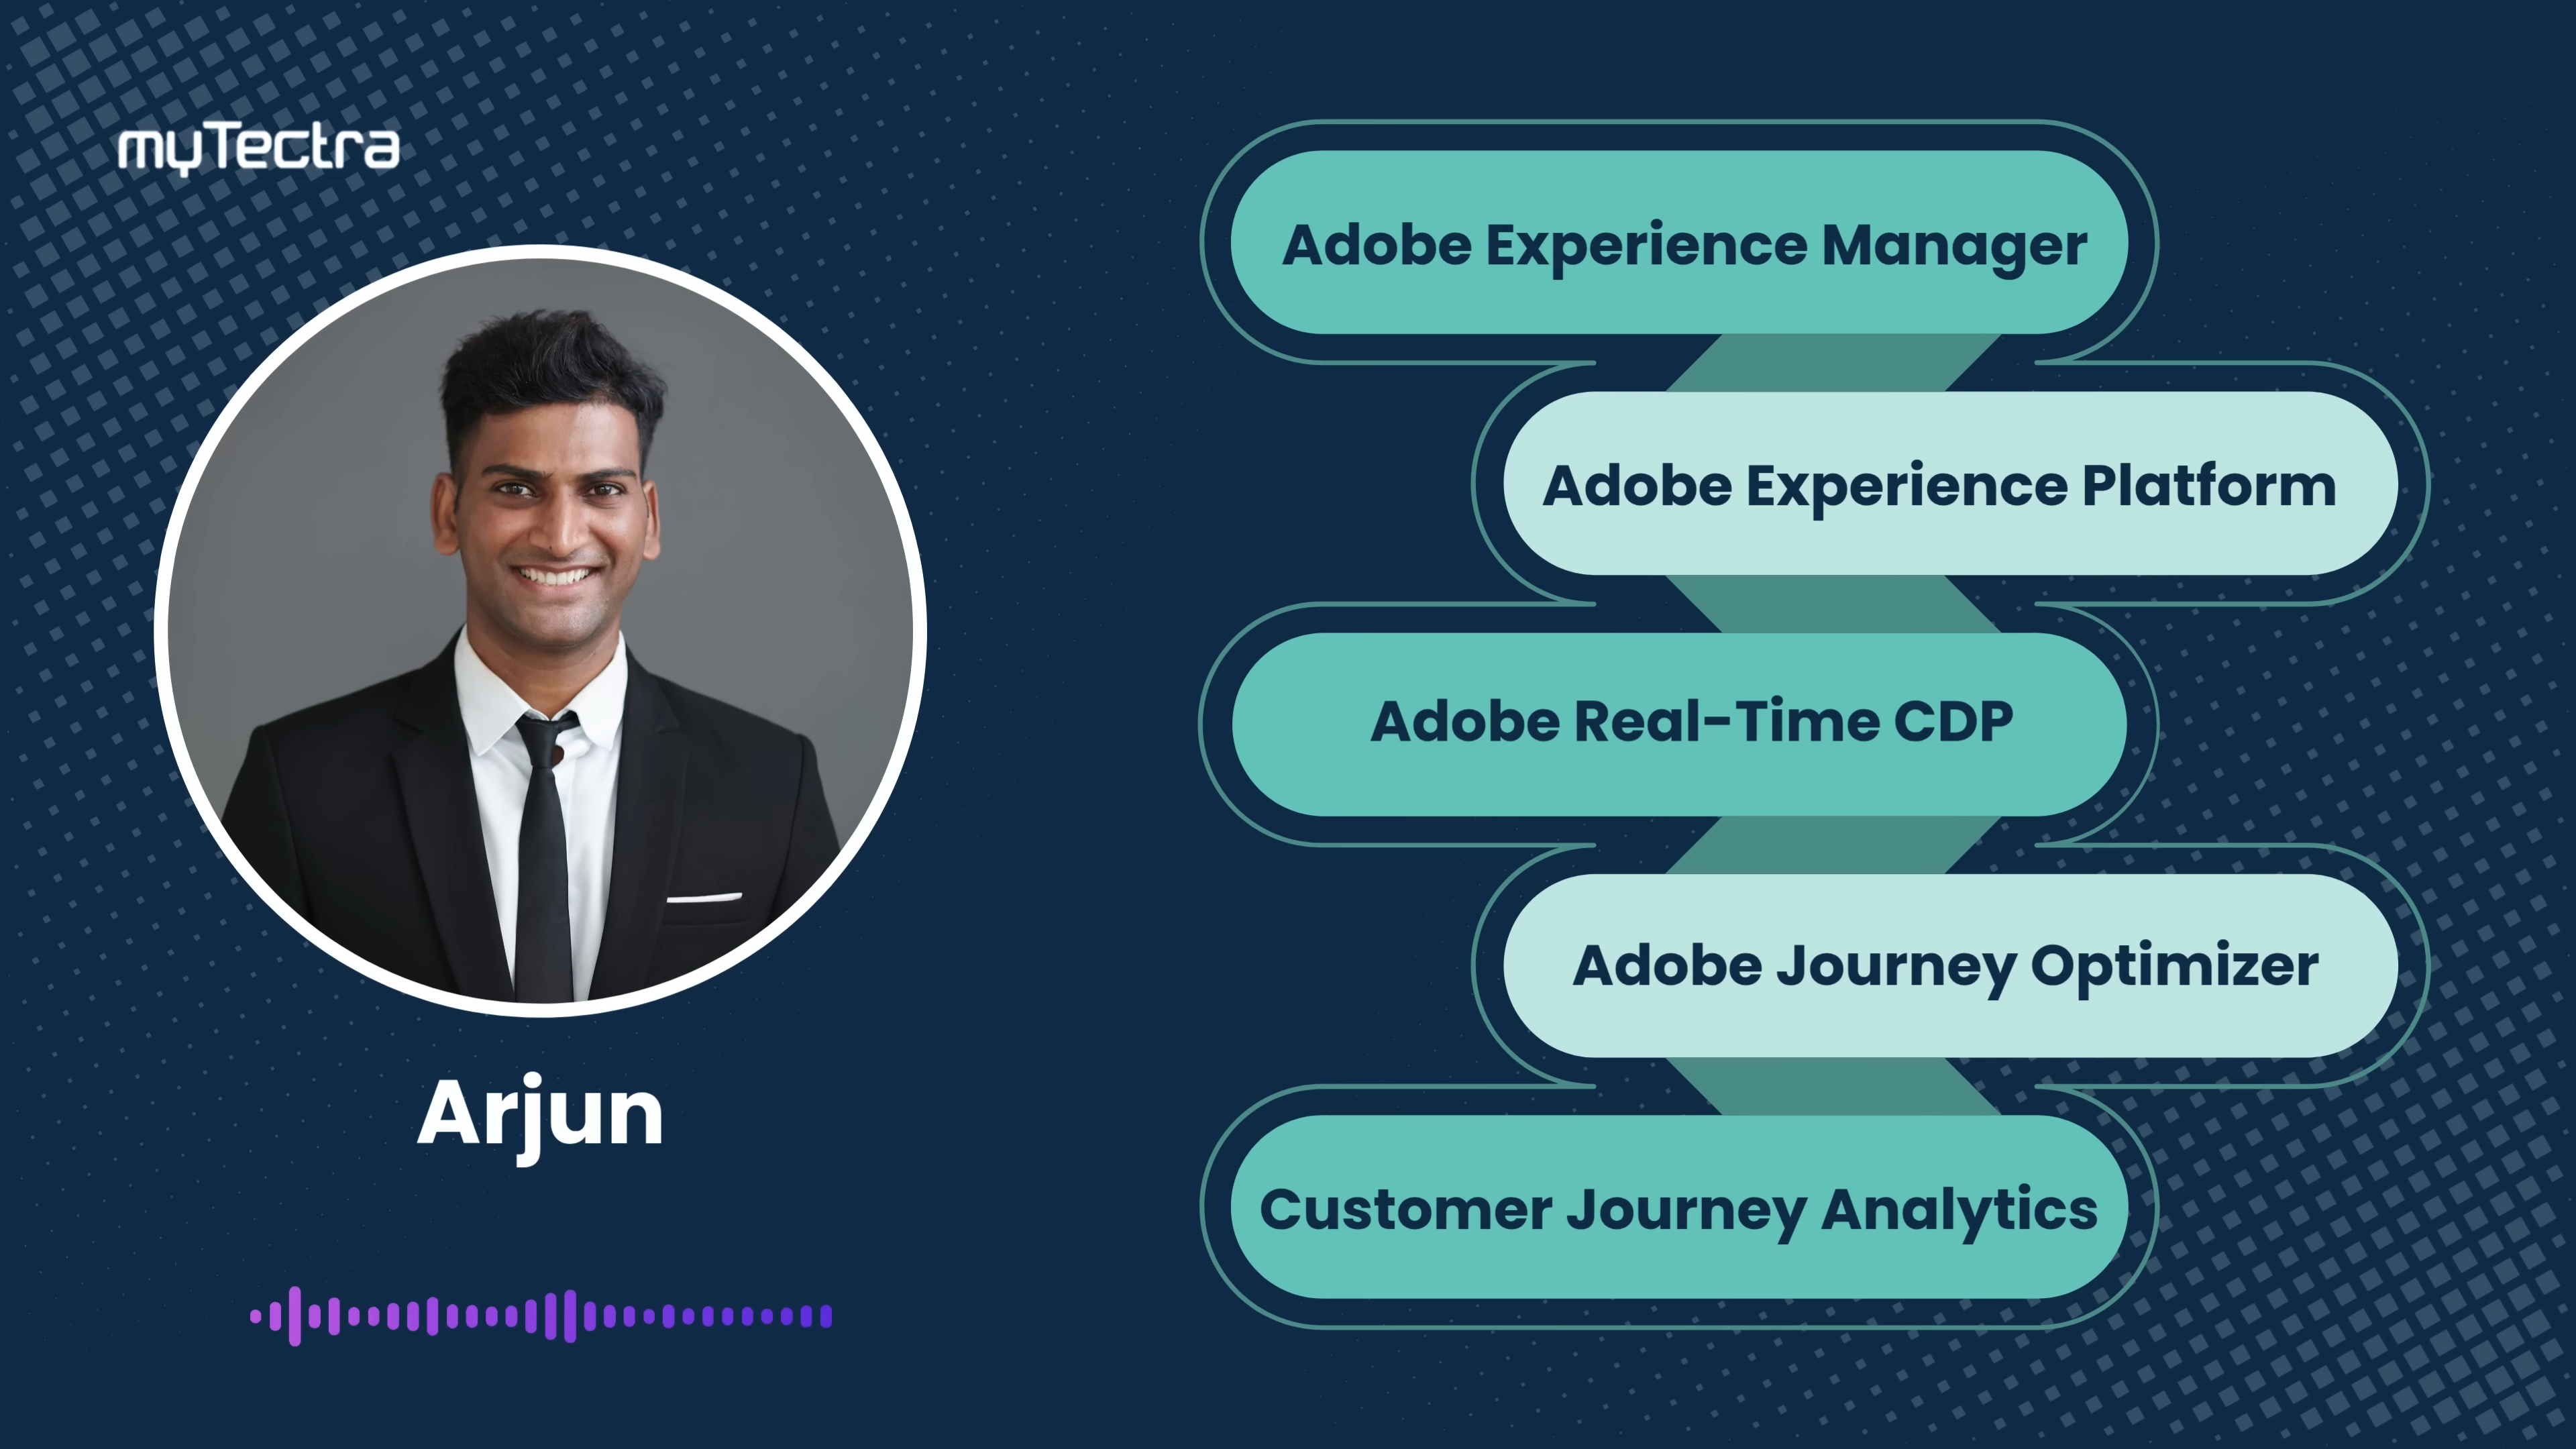 myTectra
Arjun
Adobe Experience Manager
Adobe Experience Platform
Adobe Real-Time CDP
Adobe Journey Optimizer
Customer Journey Analytics